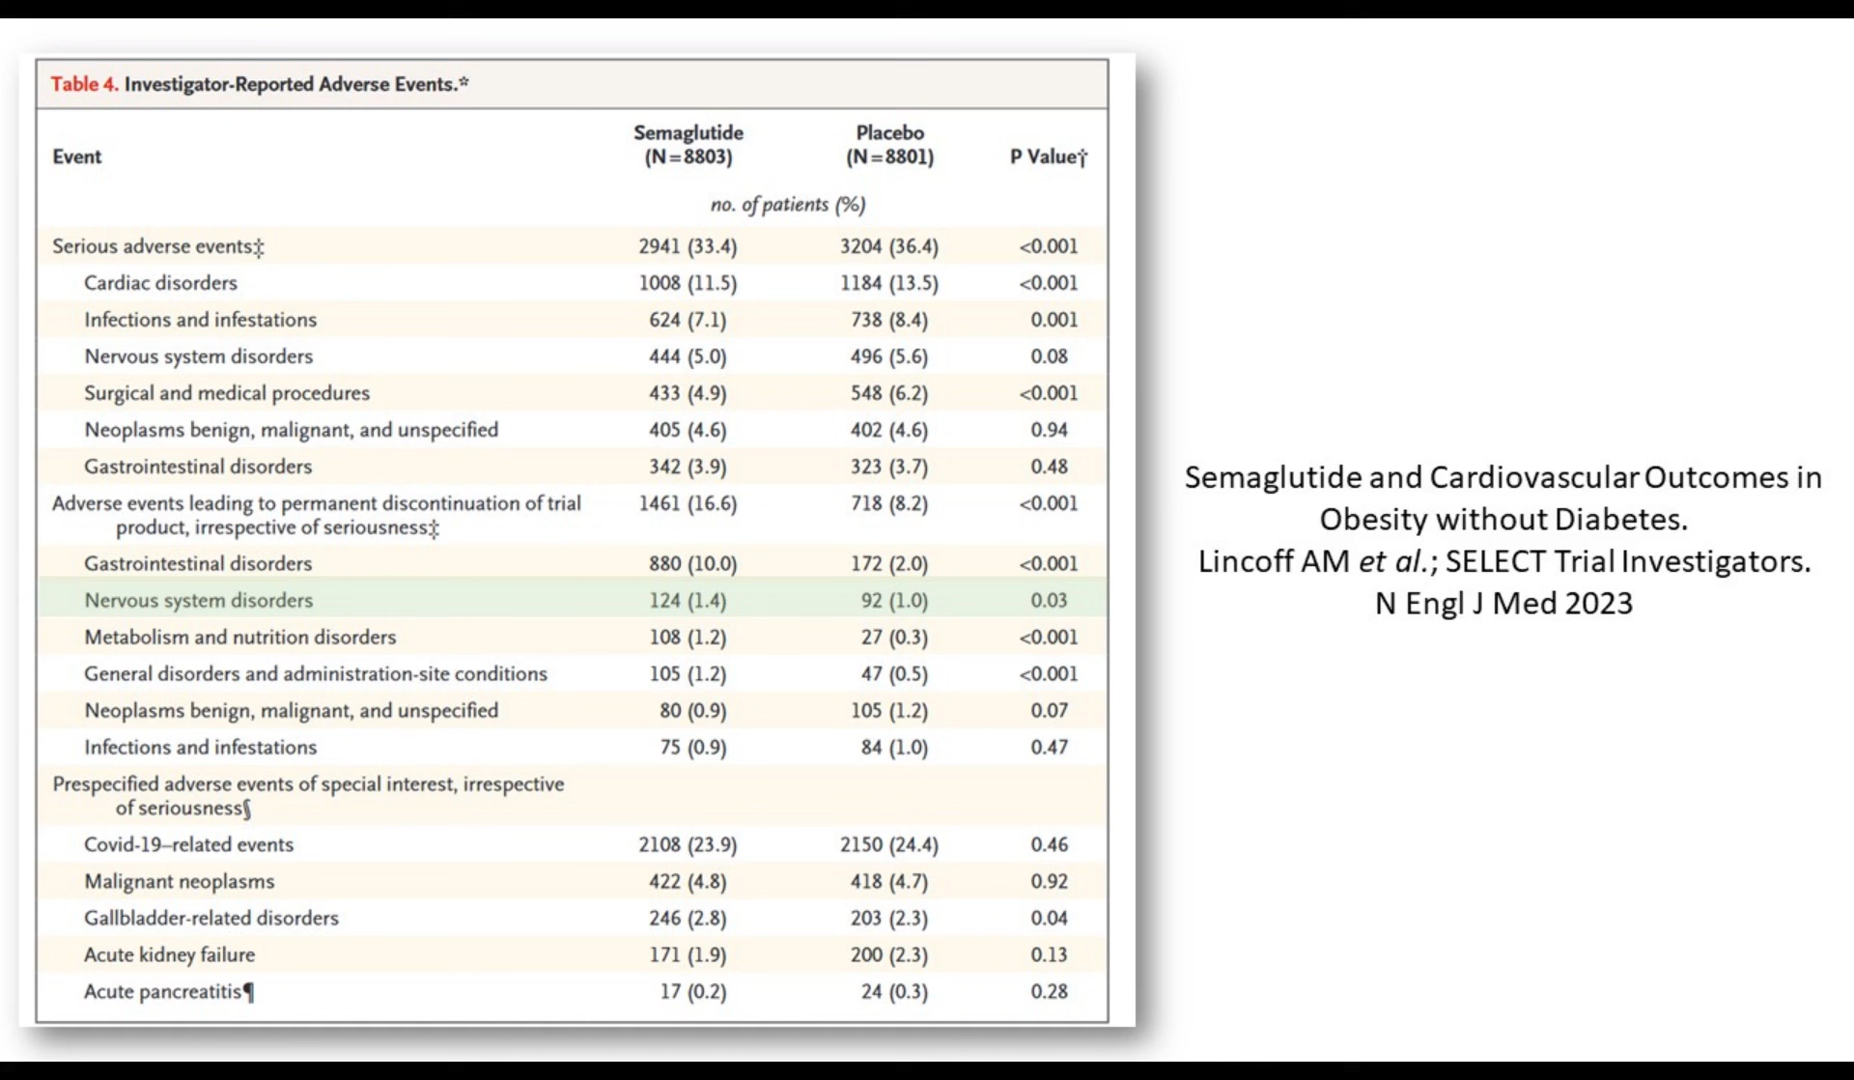 Table 4. Investigator-Reported Adverse Events.*
Event Semaglutide (N=8803) Placebo (N=8801) P Value†
no. of patients (%)
Serious adverse events‡ 2941 (33.4) 3204 (36.4) <0.001
Cardiac disorders 1008 (11.5) 1184 (13.5) <0.001
Infections and infestations 624 (7.1) 738 (8.4) 0.001
Nervous system disorders 444 (5.0) 496 (5.6) 0.08
Surgical and medical procedures 433 (4.9) 548 (6.2) <0.001
Neoplasms benign, malignant, and unspecified 405 (4.6) 402 (4.6) 0.94
Gastrointestinal disorders 342 (3.9) 323 (3.7) 0.48
Adverse events leading to permanent discontinuation of trial 1461 (16.6) 718 (8.2) <0.001
product, irrespective of seriousness‡
Gastrointestinal disorders 880 (10.0) 172 (2.0) <0.001
Nervous system disorders 124 (1.4) 92 (1.0) 0.03
Metabolism and nutrition disorders 108 (1.2) 27 (0.3) <0.001
General disorders and administration-site conditions 105 (1.2) 47 (0.5) <0.001
Neoplasms benign, malignant, and unspecified 80 (0.9) 105 (1.2) 0.07
Infections and infestations 75 (0.9) 84 (1.0) 0.47
Prespecified adverse events of special interest, irrespective
of seriousness§
Covid-19–related events 2108 (23.9) 2150 (24.4) 0.46
Malignant neoplasms 422 (4.8) 418 (4.7) 0.92
Gallbladder-related disorders 246 (2.8) 203 (2.3) 0.04
Acute kidney failure 171 (1.9) 200 (2.3) 0.13
Acute pancreatitis¶ 17 (0.2) 24 (0.3) 0.28
Semaglutide and Cardiovascular Outcomes in
Obesity without Diabetes.
Lincoff AM et al.; SELECT Trial Investigators.
N Engl J Med 2023